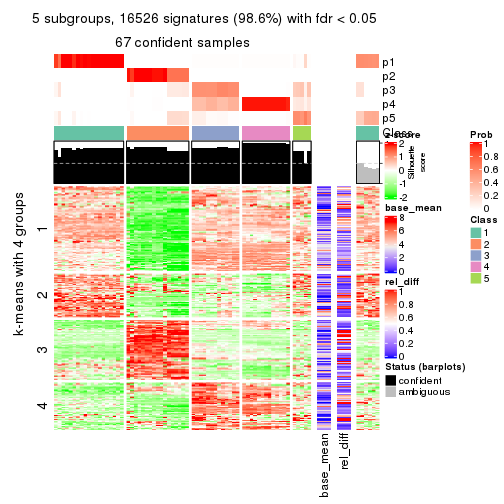 5 subgroups, 16526 signatures (98.6%) with fdr < 0.05
67 confident samples
p1
p2
p3
p4
p5
Class
Silhouette
score
k-means with 4 groups
1
2
3
4
base_mean
rel_diff
z-score
2
1
0
-1
-2
base_mean
8
6
4
2
0
rel_diff
1
0.8
0.6
0.4
0.2
0
Status (barplots)
confident
ambiguous
Prob
1
0.8
0.6
0.4
0.2
0
Class
1
2
3
4
5